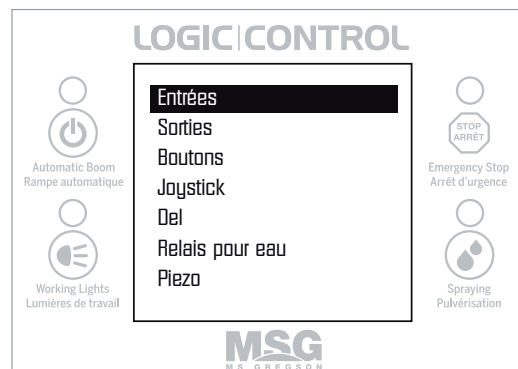 LOGIC|CONTROL
Entrées
Sorties
Boutons
Joystick
Del
Relais pour eau
Piezo
Automatic Boom
Rampe automatique
Working Lights
Lumières de travail
STOP
ARRÊT
Emergency Stop
Arrêt d'urgence
Spraying
Pulvérisation
MSG
MS GREGSON